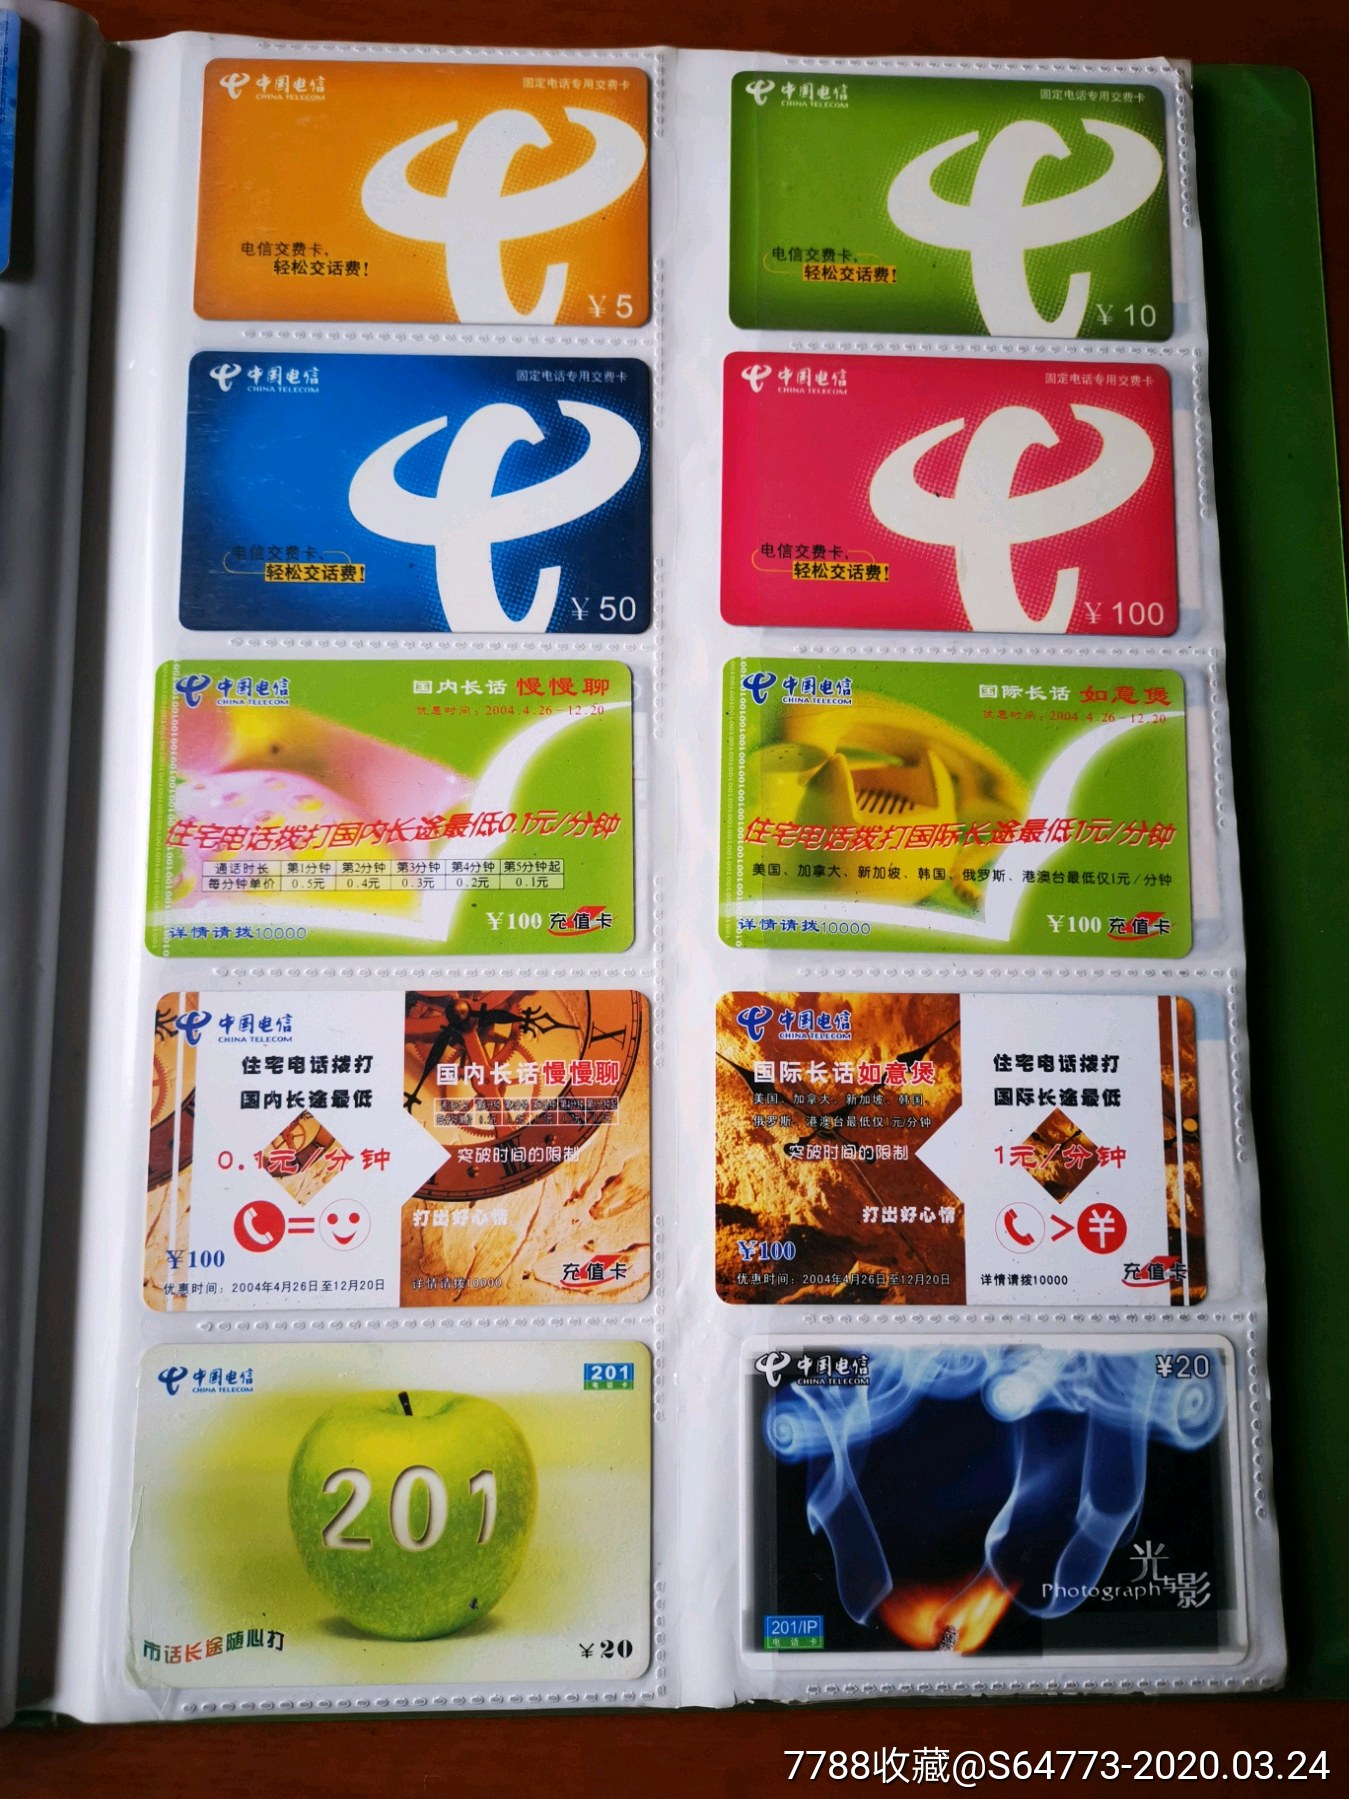 中国电信
CHINA TELECOM
固定电话专用交费卡
电信交费卡，
轻松交话费！
￥5
中国电信
CHINA TELECOM
固定电话专用交费卡
电信交费卡，
轻松交话费！
￥10
中国电信
CHINA TELECOM
固定电话专用交费卡
电信交费卡，
轻松交话费！
￥50
中国电信
CHINA TELECOM
固定电话专用交费卡
电信交费卡，
轻松交话费！
￥100
中国电信
CHINA TELECOM
国内长话 慢慢聊
优惠时间：2004.4.26－12.20
住宅电话拨打国内长途最低0.1元/分钟
通话时长 第1分钟 第2分钟 第3分钟 第4分钟 第5分钟起
每分钟单价 0.5元 0.4元 0.3元 0.2元 0.1元
￥100 充值卡
详情请拨10000
中国电信
CHINA TELECOM
国际长话 如意煲
优惠时间：2004.4.26－12.20
住宅电话拨打国际长途最低1元/分钟
美国、加拿大、新加坡、韩国、俄罗斯、港澳台最低仅1元/分钟
￥100 充值卡
详情请拨10000
中国电信
CHINA TELECOM
住宅电话拨打
国内长途最低
0.1元/分钟
￥100
优惠时间：2004年4月26日至12月20日
国内长话慢慢聊
突破时间的限制
打出好心情
详情请拨10000
充值卡
中国电信
CHINA TELECOM
国际长话如意煲
美国、加拿大、新加坡、韩国、
俄罗斯、港澳台最低仅1元/分钟
突破时间的限制
打出好心情
￥100
优惠时间：2004年4月26日至12月20日
住宅电话拨打
国际长途最低
1元/分钟
￥
详情请拨10000
充值卡
中国电信
CHINA TELECOM
201
电话卡
201
市话长途随心打
￥20
中国电信
CHINA TELECOM
￥20
光与影
Photograph
201/IP
电话卡
7788收藏@S64773-2020.03.24